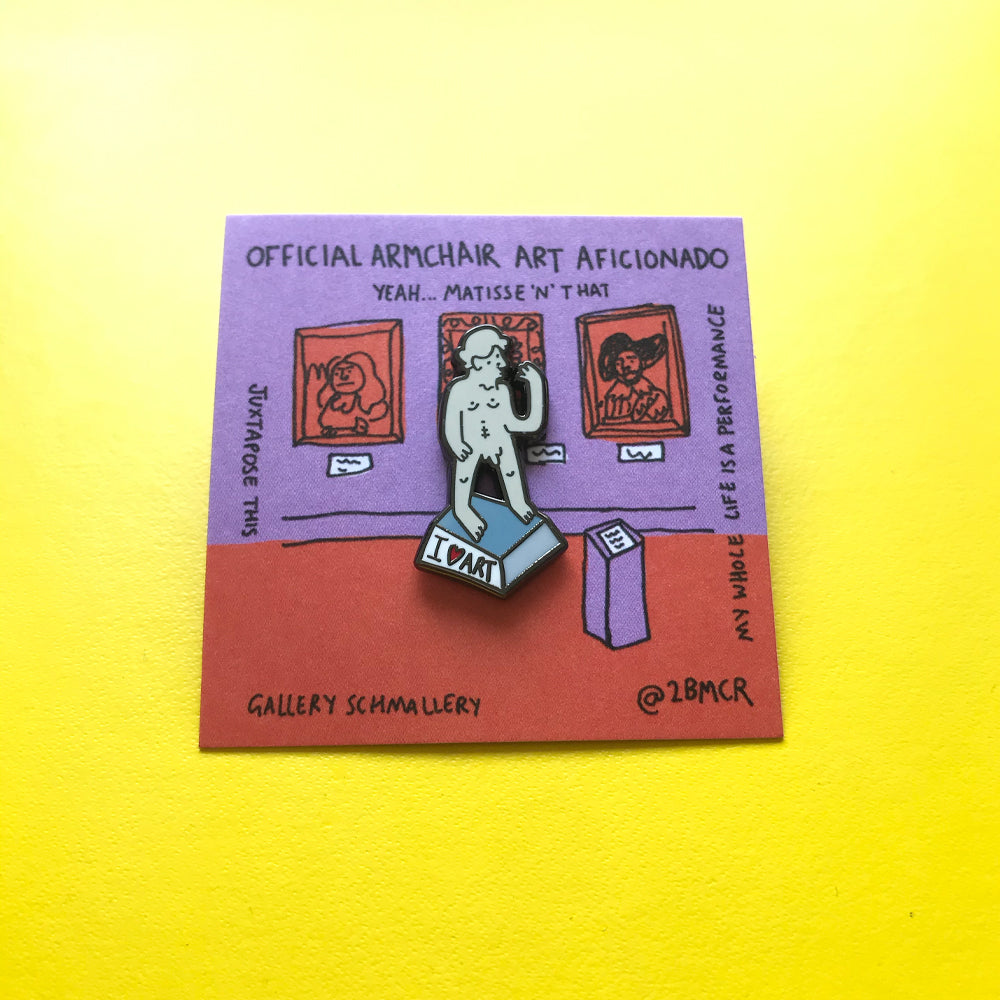 OFFICIAL ARMCHAIR ART AFICIONADO
YEAH... MATISSE 'N' THAT
JUXTAPOSE THIS
MY WHOLE LIFE IS A PERFORMANCE
I ♥ ART
GALLERY SCHMALLERY
@2BMCR